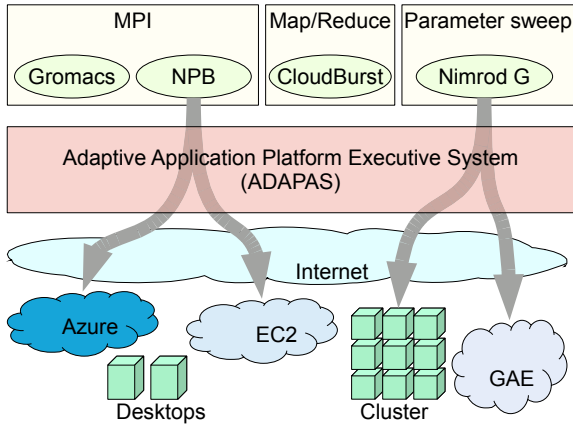 MPI
Map/Reduce
Parameter sweep
Gromacs
NPB
CloudBurst
Nimrod G
Adaptive Application Platform Executive System
(ADAPAS)
Internet
Azure
EC2
GAE
Desktops
Cluster